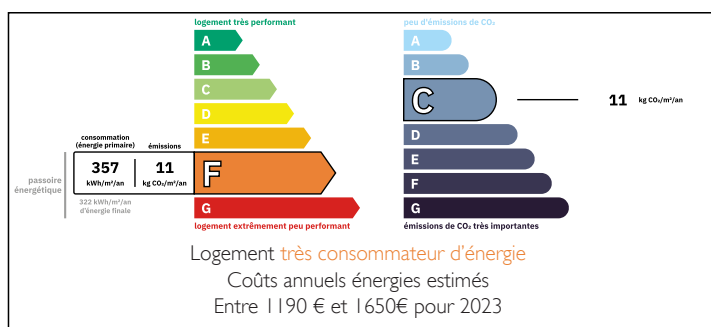 logement très performant
A
B
C
D
E
consommation
(énergie primaire)
émissions
357
kWh/m²/an
11
kg CO₂/m²/an
F
passoire
énergétique
322 kWh/m²/an
d'énergie finale
G
logement extrêmement peu performant
peu d'émissions de CO₂
A
B
C
11 kg CO₂/m²/an
D
E
F
G
émissions de CO₂ très importantes
Logement très consommateur d'énergie
Coûts annuels énergies estimés
Entre 1190 € et 1650€ pour 2023